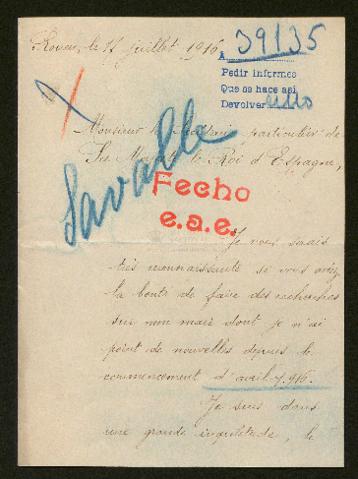 Rouen, le 17 juillet 1916
A 39135
Pedir informes
Que se hace asi
Devolver
Monsieur le Secrétaire particulier de
Sa Majesté le Roi d'Espagne,
Savalle
Fecho
e.a.e.
Je vous serais
très reconnaissante si vous aviez
la bonté de faire des recherches
sur mon mari dont je n'ai
point de nouvelles depuis le
commencement d'avril 1916.
Je suis dans
une grande inquiétude, le